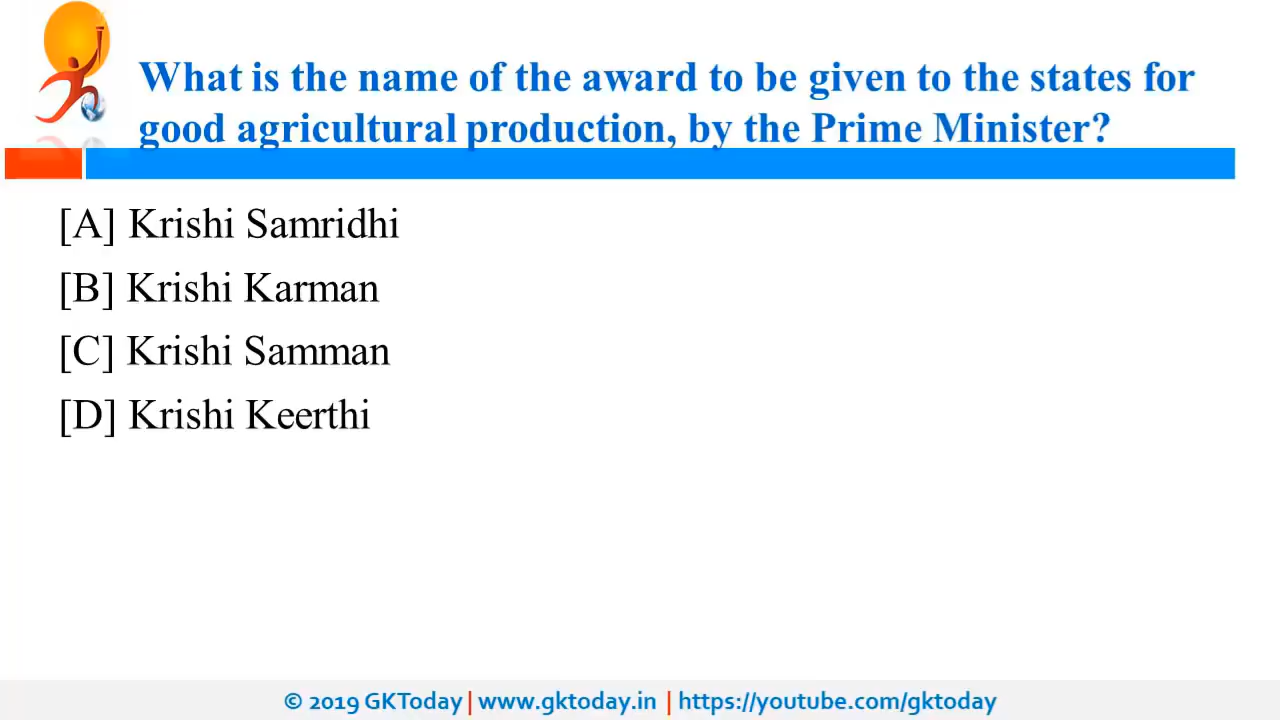 What is the name of the award to be given to the states for
good agricultural production, by the Prime Minister?
[A] Krishi Samridhi
[B] Krishi Karman
[C] Krishi Samman
[D] Krishi Keerthi
© 2019 GKToday | www.gktoday.in | https://youtube.com/gktoday